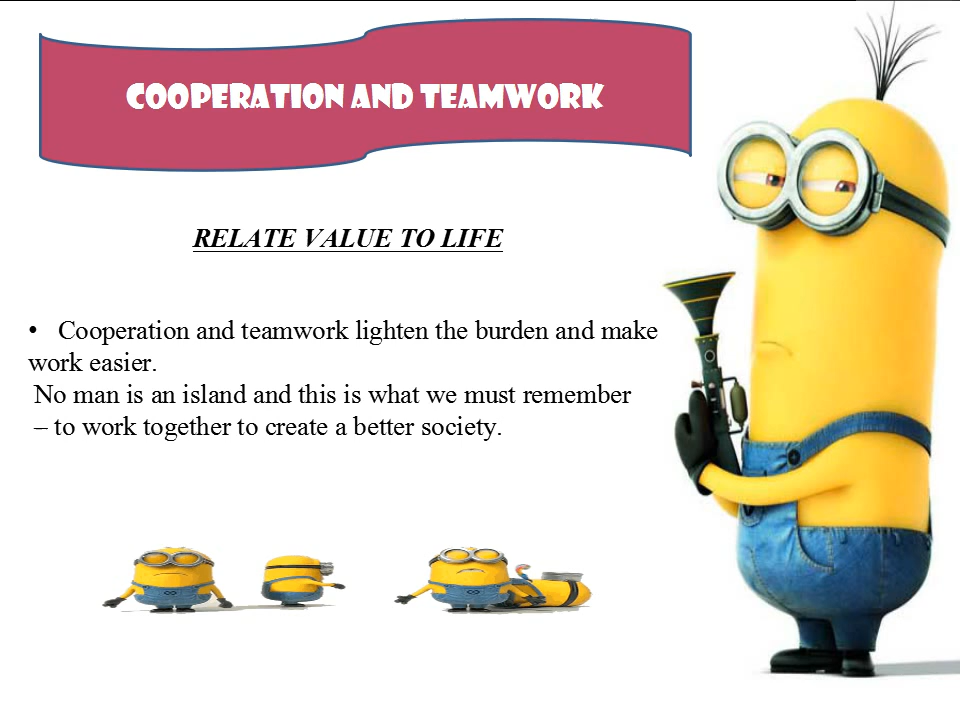 COOPERATION AND TEAMWORK
RELATE VALUE TO LIFE
• Cooperation and teamwork lighten the burden and make
work easier.
No man is an island and this is what we must remember
– to work together to create a better society.